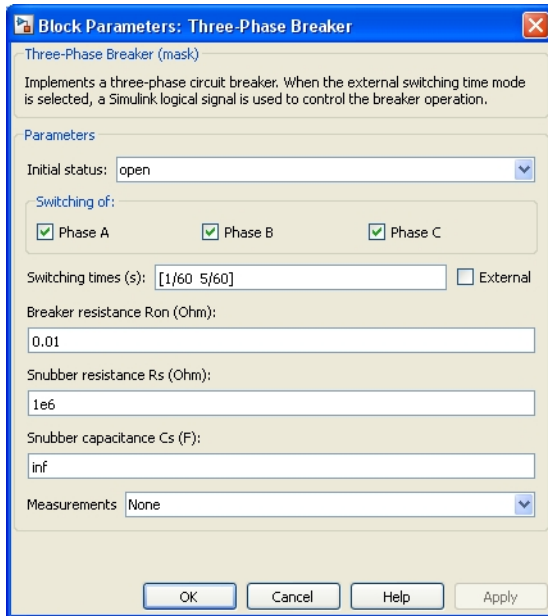 Block Parameters: Three-Phase Breaker
Three-Phase Breaker (mask)
Implements a three-phase circuit breaker. When the external switching time mode
is selected, a Simulink logical signal is used to control the breaker operation.
Parameters
Initial status: open
Switching of:
Phase A Phase B Phase C
Switching times (s): [1/60 5/60] External
Breaker resistance Ron (Ohm):
0.01
Snubber resistance Rs (Ohm):
1e6
Snubber capacitance Cs (F):
inf
Measurements None
OK Cancel Help Apply